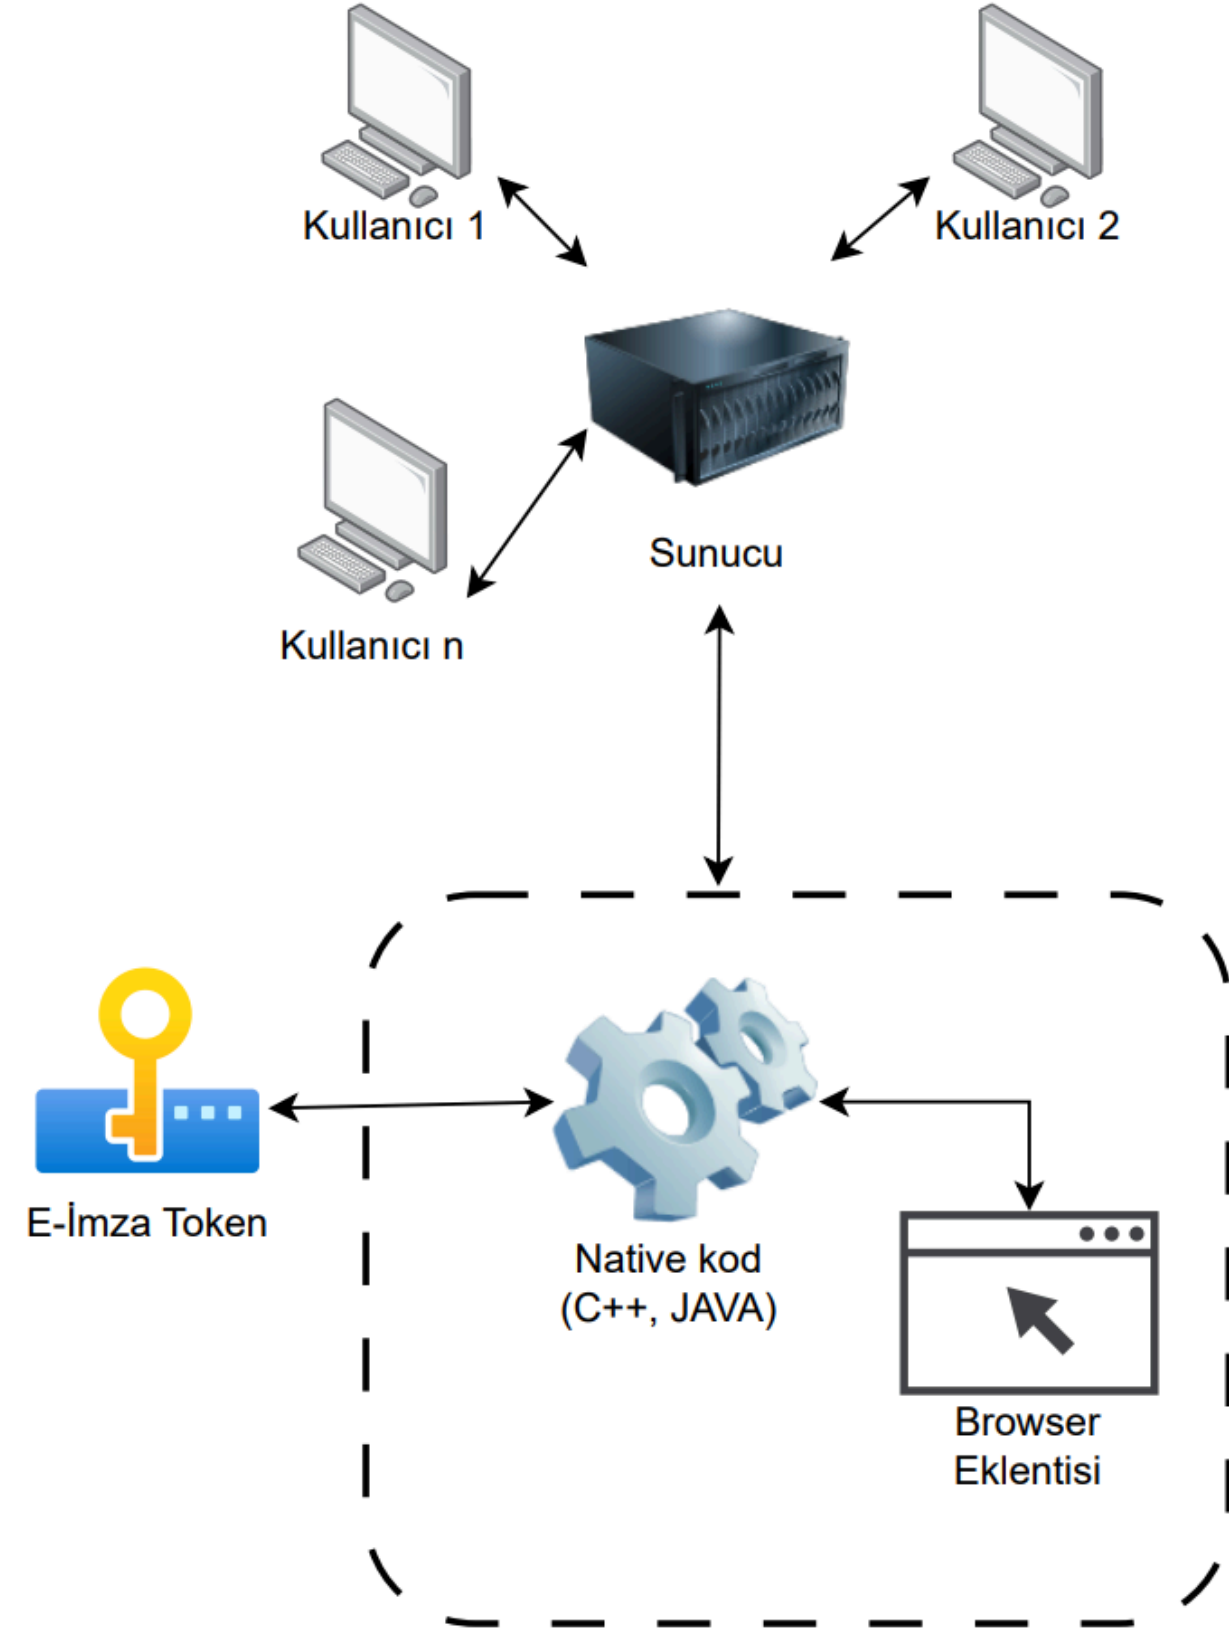 Kullanıcı 1
Kullanıcı 2
Sunucu
Kullanıcı n
E-İmza Token
Native kod
(C++, JAVA)
Browser
Eklentisi